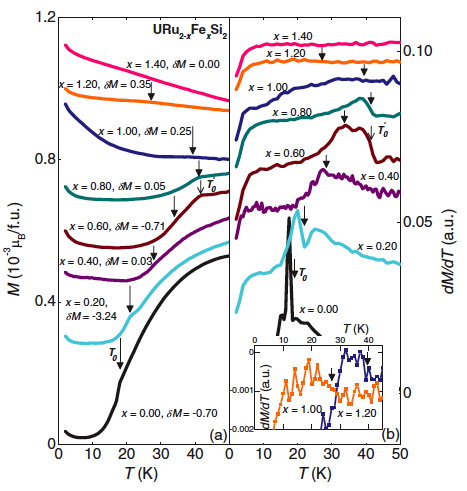 URu2-xFexSi2
1.2
0.8
0.4
0
M (10⁻³μB/f.u.)
x = 1.40, δM = 0.00
x = 1.20, δM = 0.35
x = 1.00, δM = 0.25
x = 0.80, δM = 0.05
T0
x = 0.60, δM = -0.71
x = 0.40, δM = 0.03
x = 0.20,
δM = -3.24
T0
x = 0.00, δM = -0.70
(a)
0 10 20 30 40
T (K)
x = 1.40
x = 1.20
x = 1.00
x = 0.80
T0
x = 0.60
x = 0.40
x = 0.20
T0
x = 0.00
0.10
0.05
0
dM/dT (a.u.)
T (K)
0 10 20 30 40
0
-0.001
-0.002
dM/dT (a.u.)
x = 1.00
x = 1.20
(b)
0 10 20 30 40 50
T (K)